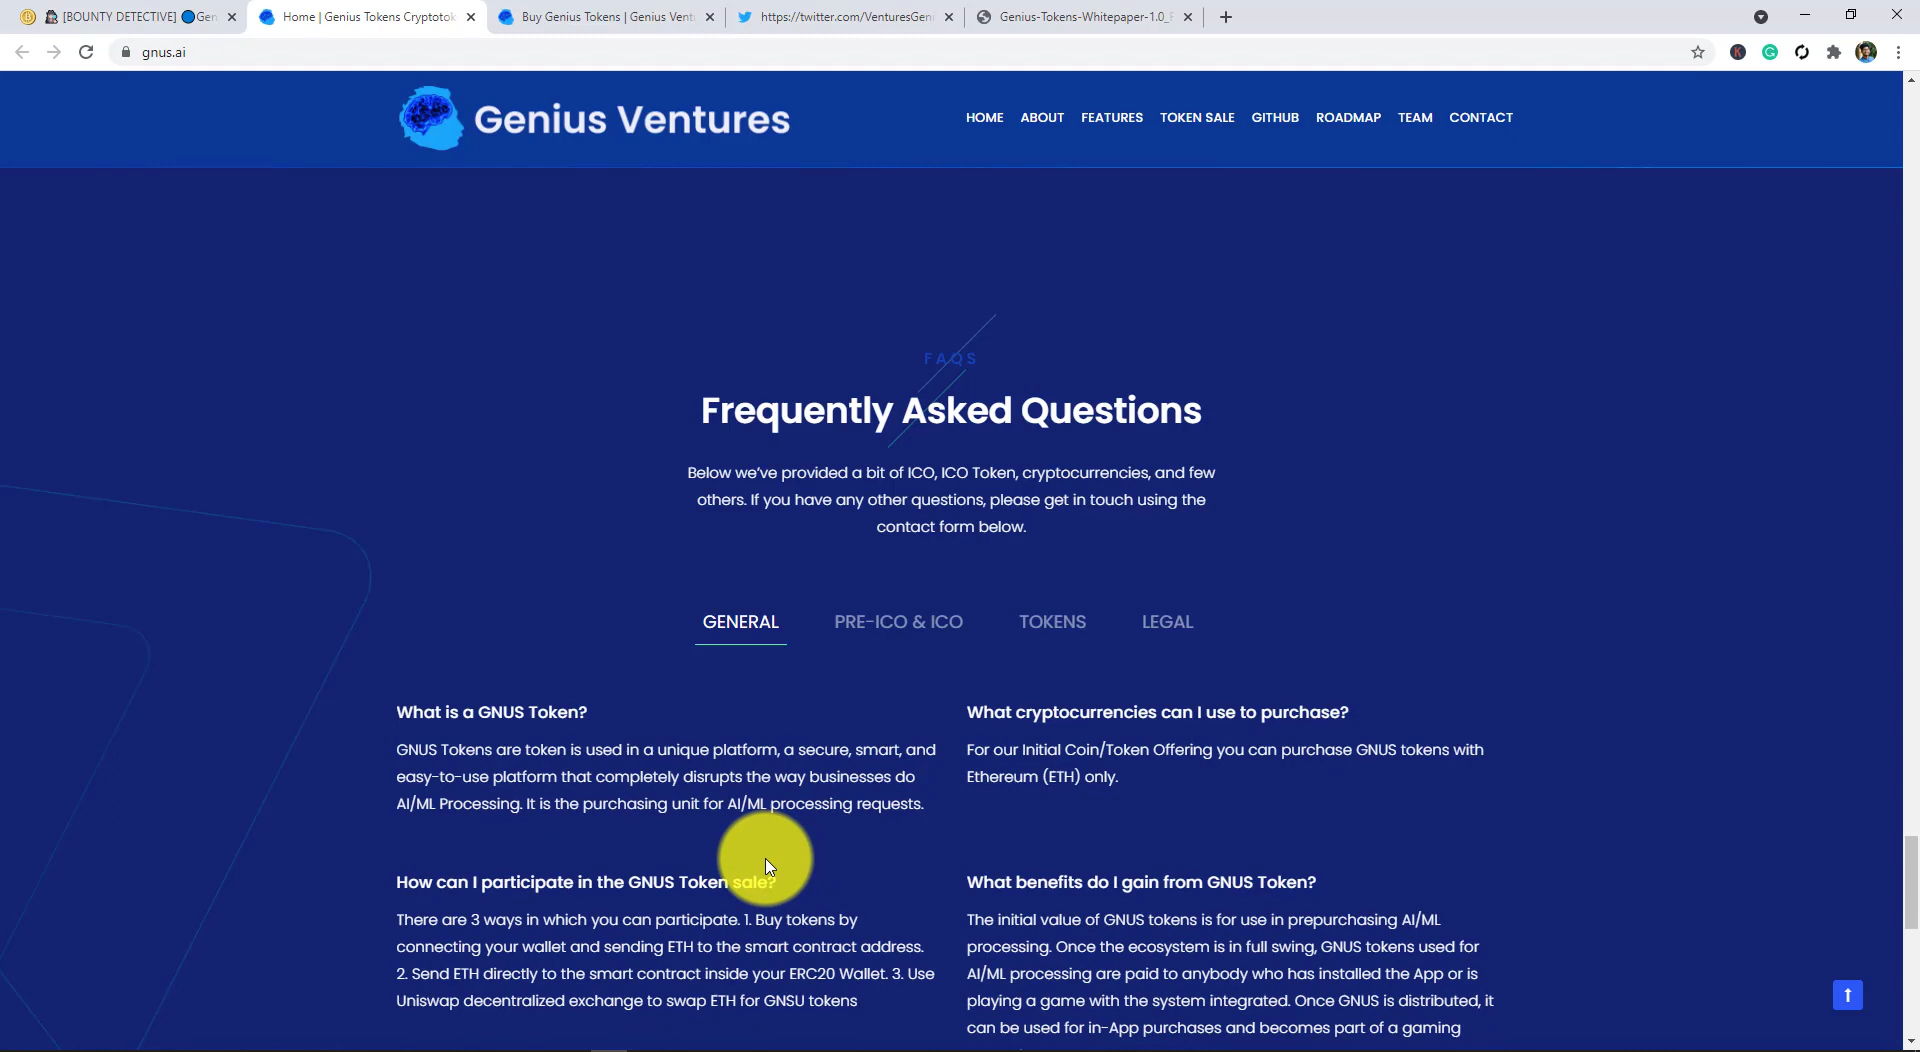 [BOUNTY DETECTIVE] Gen
Home | Genius Tokens Cryptotok
Buy Genius Tokens | Genius Vent
https://twitter.com/VenturesGeni
Genius-Tokens-Whitepaper-1.0_F
gnus.ai
Genius Ventures
HOME ABOUT FEATURES TOKEN SALE GITHUB ROADMAP TEAM CONTACT
FAQS
Frequently Asked Questions
Below we've provided a bit of ICO, ICO Token, cryptocurrencies, and few
others. If you have any other questions, please get in touch using the
contact form below.
GENERAL PRE-ICO & ICO TOKENS LEGAL
What is a GNUS Token?
GNUS Tokens are token is used in a unique platform, a secure, smart, and
easy-to-use platform that completely disrupts the way businesses do
AI/ML Processing. It is the purchasing unit for AI/ML processing requests.
What cryptocurrencies can I use to purchase?
For our Initial Coin/Token Offering you can purchase GNUS tokens with
Ethereum (ETH) only.
How can I participate in the GNUS Token sale?
There are 3 ways in which you can participate. 1. Buy tokens by
connecting your wallet and sending ETH to the smart contract address.
2. Send ETH directly to the smart contract inside your ERC20 Wallet. 3. Use
Uniswap decentralized exchange to swap ETH for GNSU tokens
What benefits do I gain from GNUS Token?
The initial value of GNUS tokens is for use in prepurchasing AI/ML
processing. Once the ecosystem is in full swing, GNUS tokens used for
AI/ML processing are paid to anybody who has installed the App or is
playing a game with the system integrated. Once GNUS is distributed, it
can be used for in-App purchases and becomes part of a gaming